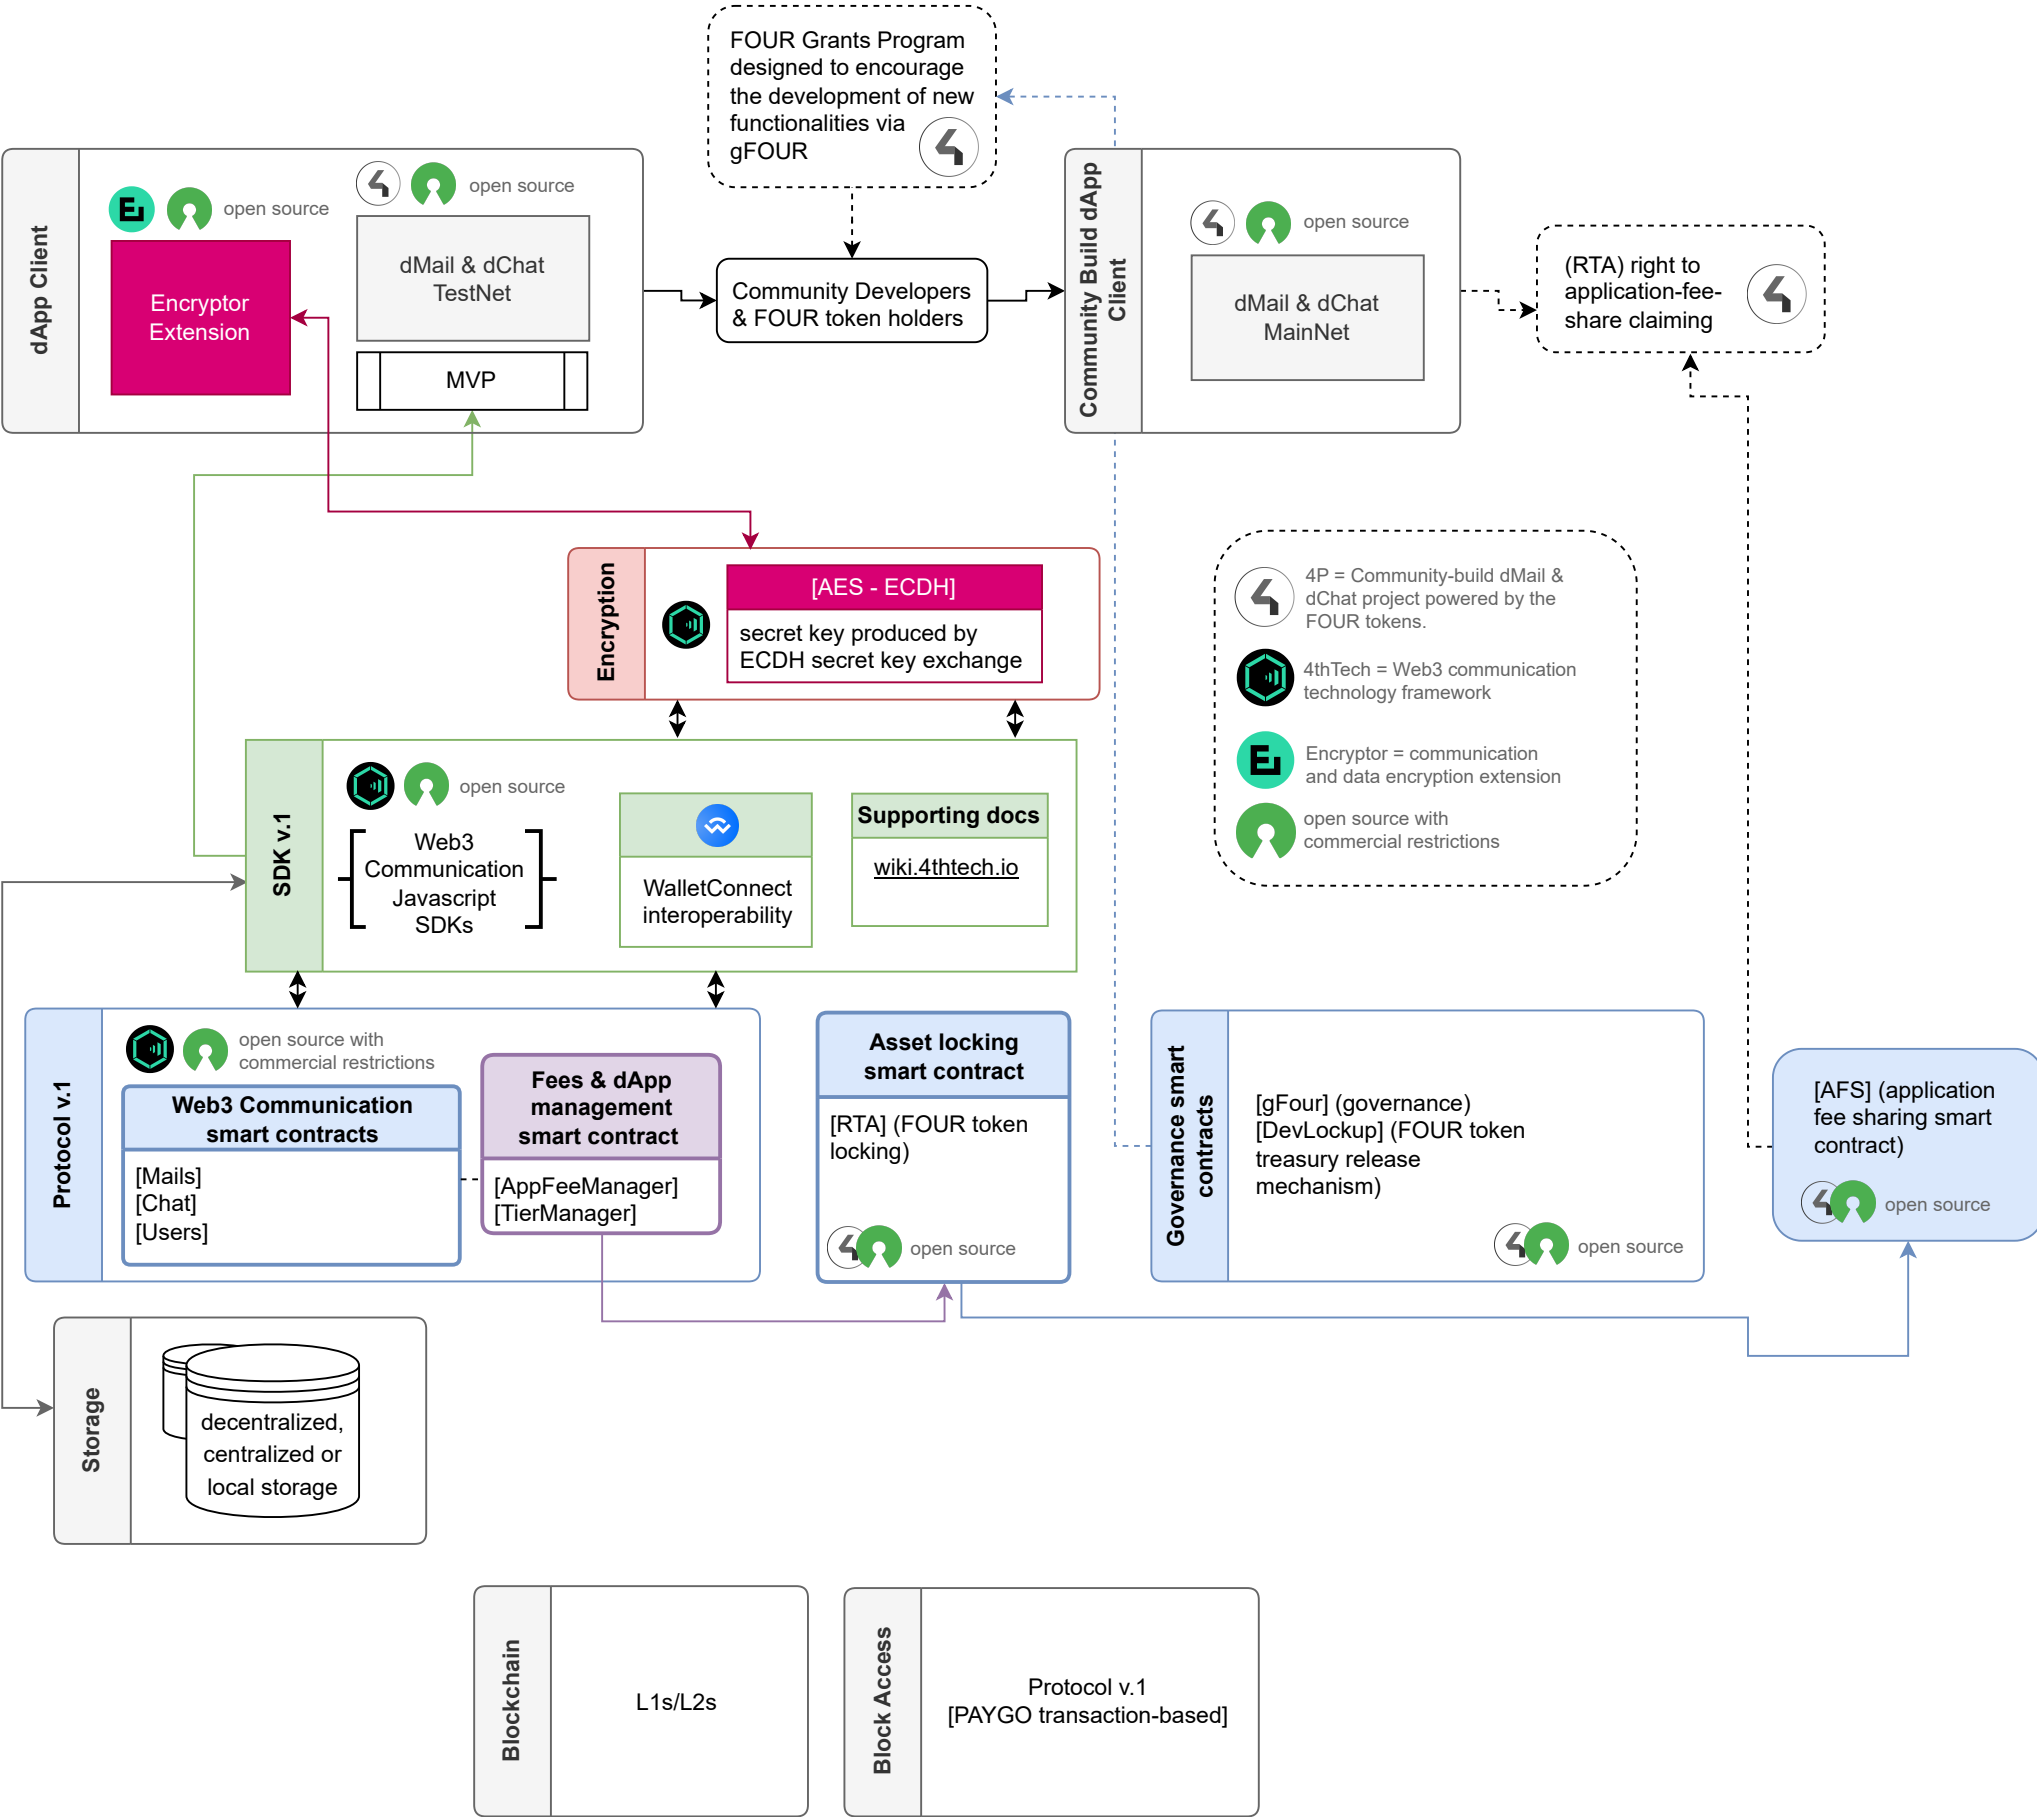 FOUR Grants Program
designed to encourage
the development of new
functionalities via
gFOUR
dApp Client
open source
open source
Encryptor
Extension
dMail & dChat
TestNet
MVP
Community Developers
& FOUR token holders
Community Build dApp
Client
open source
dMail & dChat
MainNet
(RTA) right to
application-fee-
share claiming
Encryption
[AES - ECDH]
secret key produced by
ECDH secret key exchange
4P = Community-build dMail &
dChat project powered by the
FOUR tokens.
4thTech = Web3 communication
technology framework
Encryptor = communication
and data encryption extension
open source with
commercial restrictions
SDK v.1
open source
Web3
Communication
Javascript
SDKs
WalletConnect
interoperability
Supporting docs
wiki.4thtech.io
Protocol v.1
open source with
commercial restrictions
Web3 Communication
smart contracts
[Mails]
[Chat]
[Users]
Fees & dApp
management
smart contract
[AppFeeManager]
[TierManager]
Asset locking
smart contract
[RTA] (FOUR token
locking)
open source
Governance smart
contracts
[gFour] (governance)
[DevLockup] (FOUR token
treasury release
mechanism)
open source
[AFS] (application
fee sharing smart
contract)
open source
Storage
decentralized,
centralized or
local storage
Blockchain
L1s/L2s
Block Access
Protocol v.1
[PAYGO transaction-based]